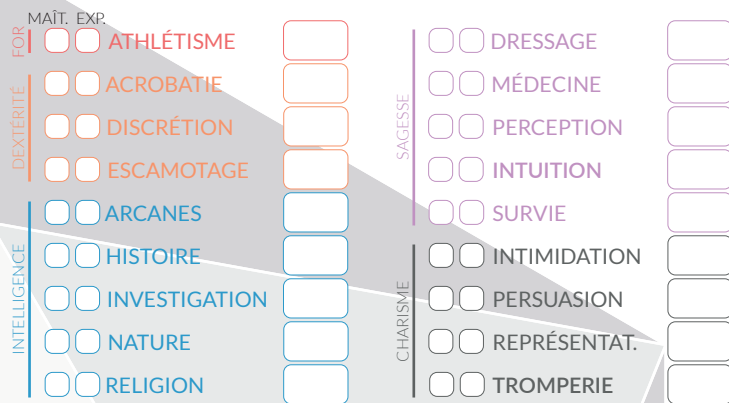 MAÎT. EXP.
FOR
ATHLÉTISME
DEXTÉRITÉ
ACROBATIE
DISCRÉTION
ESCAMOTAGE
INTELLIGENCE
ARCANES
HISTOIRE
INVESTIGATION
NATURE
RELIGION
SAGESSE
DRESSAGE
MÉDECINE
PERCEPTION
INTUITION
SURVIE
CHARISME
INTIMIDATION
PERSUASION
REPRÉSENTAT.
TROMPERIE